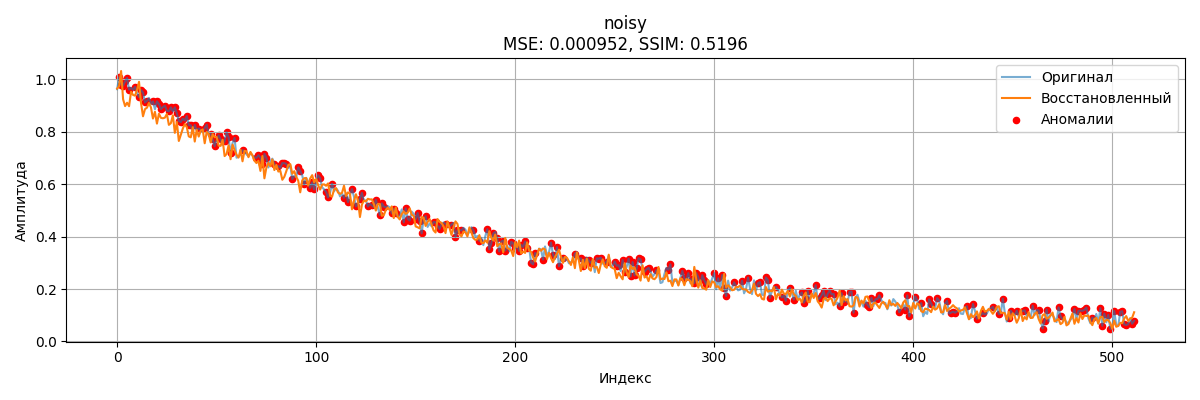 noisy
MSE: 0.000952, SSIM: 0.5196
Амплитуда
1.0
0.8
0.6
0.4
0.2
0.0
Оригинал
Восстановленный
Аномалии
0
100
200
300
400
500
Индекс